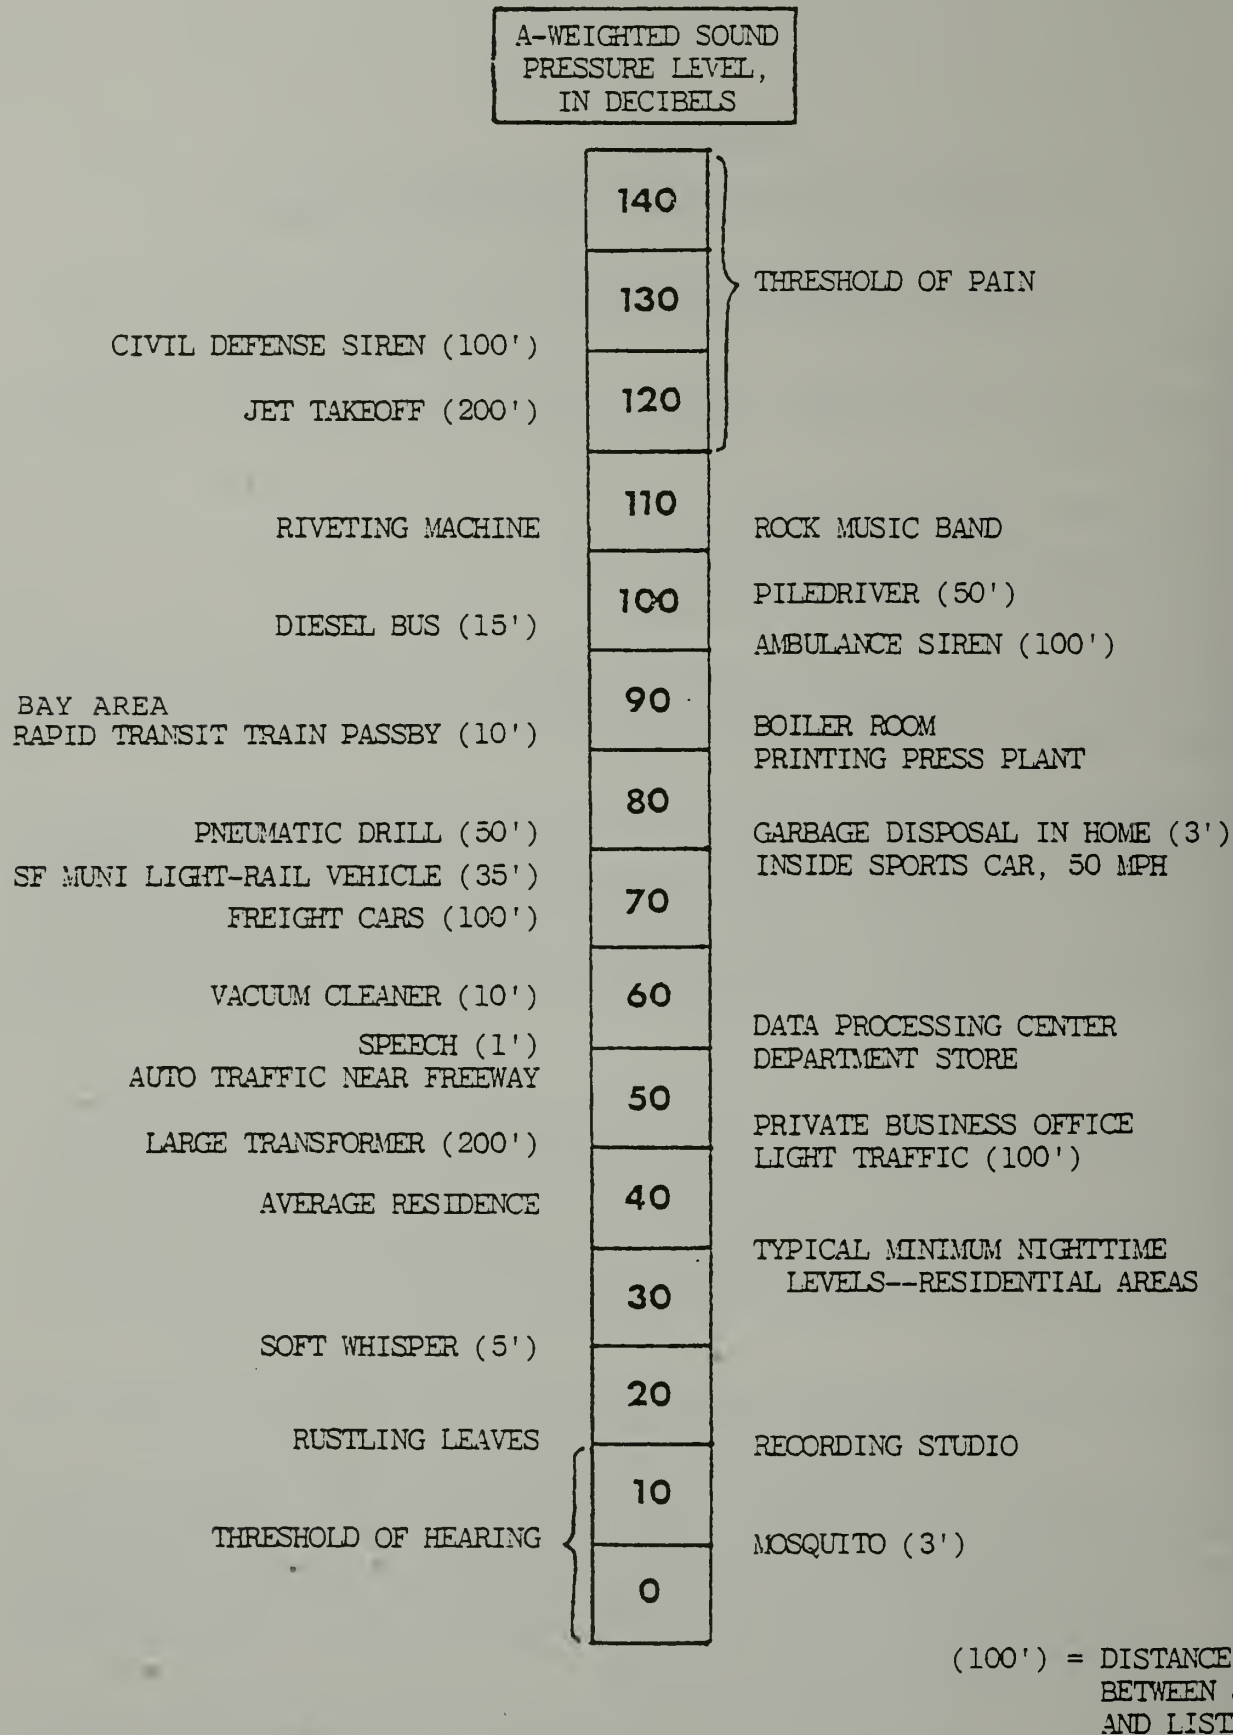 A-WEIGHTED SOUND
PRESSURE LEVEL,
IN DECIBELS
140
130
THRESHOLD OF PAIN
CIVIL DEFENSE SIREN (100')
120
JET TAKEOFF (200')
110
RIVETING MACHINE
ROCK MUSIC BAND
100
PILEDRIVER (50')
DIESEL BUS (15')
AMBULANCE SIREN (100')
90
BAY AREA
RAPID TRANSIT TRAIN PASSBY (10')
BOILER ROOM
PRINTING PRESS PLANT
80
PNEUMATIC DRILL (50')
GARBAGE DISPOSAL IN HOME (3')
SF MUNI LIGHT-RAIL VEHICLE (35')
INSIDE SPORTS CAR, 50 MPH
70
FREIGHT CARS (100')
60
VACUUM CLEANER (10')
DATA PROCESSING CENTER
SPEECH (1')
DEPARTMENT STORE
AUTO TRAFFIC NEAR FREEWAY
50
PRIVATE BUSINESS OFFICE
LARGE TRANSFORMER (200')
LIGHT TRAFFIC (100')
40
AVERAGE RESIDENCE
TYPICAL MINIMUM NIGHTTIME
LEVELS--RESIDENTIAL AREAS
30
SOFT WHISPER (5')
20
RUSTLING LEAVES
RECORDING STUDIO
10
THRESHOLD OF HEARING
MOSQUITO (3')
0
(100') = DISTANCE
BETWEEN
AND